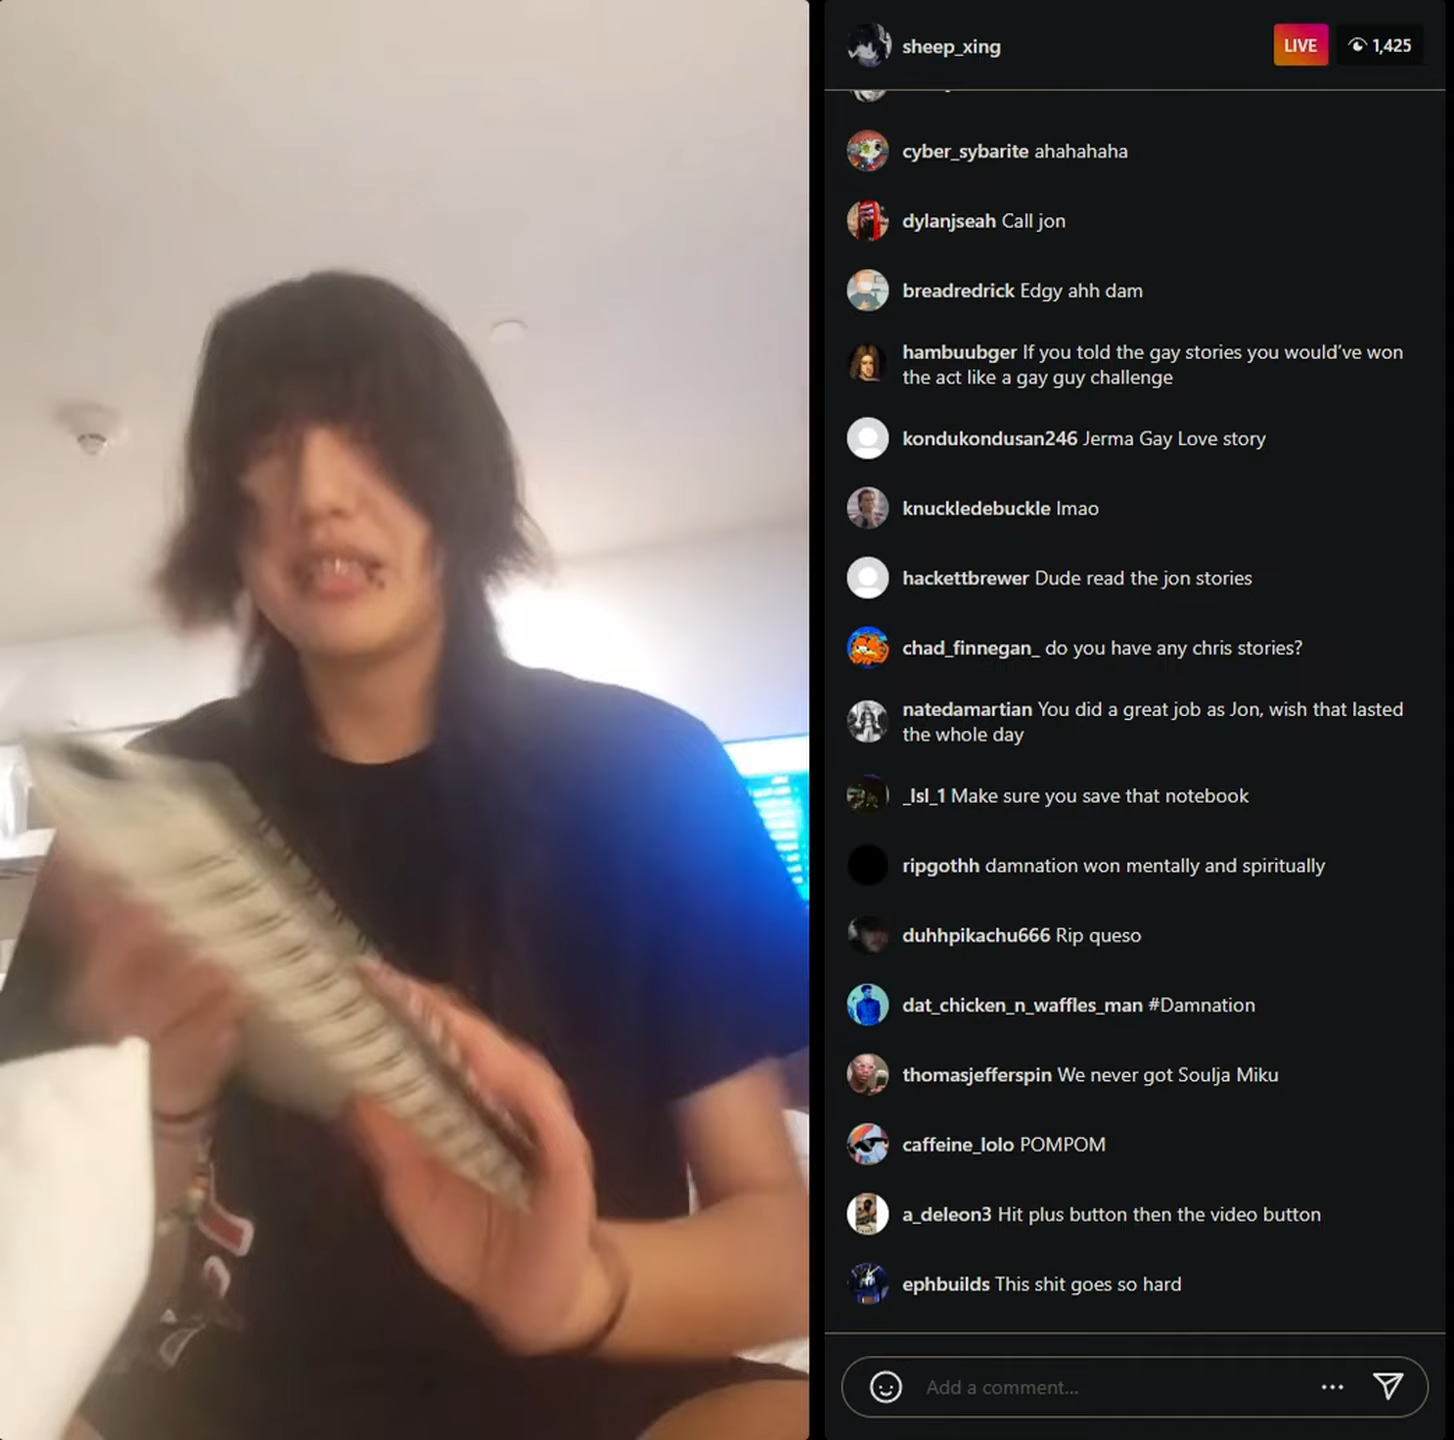 sheep_xing
LIVE
1,425
cyber_sybarite ahahahaha
dylanjseah Call jon
breadredrick Edgy ahh dam
hambuubger If you told the gay stories you would’ve won
the act like a gay guy challenge
kondukondusan246 Jerma Gay Love story
knuckledebuckle lmao
hackettbrewer Dude read the jon stories
chad_finnegan_ do you have any chris stories?
natedamartian You did a great job as Jon, wish that lasted
the whole day
_lsl_1 Make sure you save that notebook
ripgothh damnation won mentally and spiritually
duhhpikachu666 Rip queso
dat_chicken_n_waffles_man #Damnation
thomasjefferspin We never got Soulja Miku
caffeine_lolo POMPOM
a_deleon3 Hit plus button then the video button
ephbuilds This shit goes so hard
Add a comment...